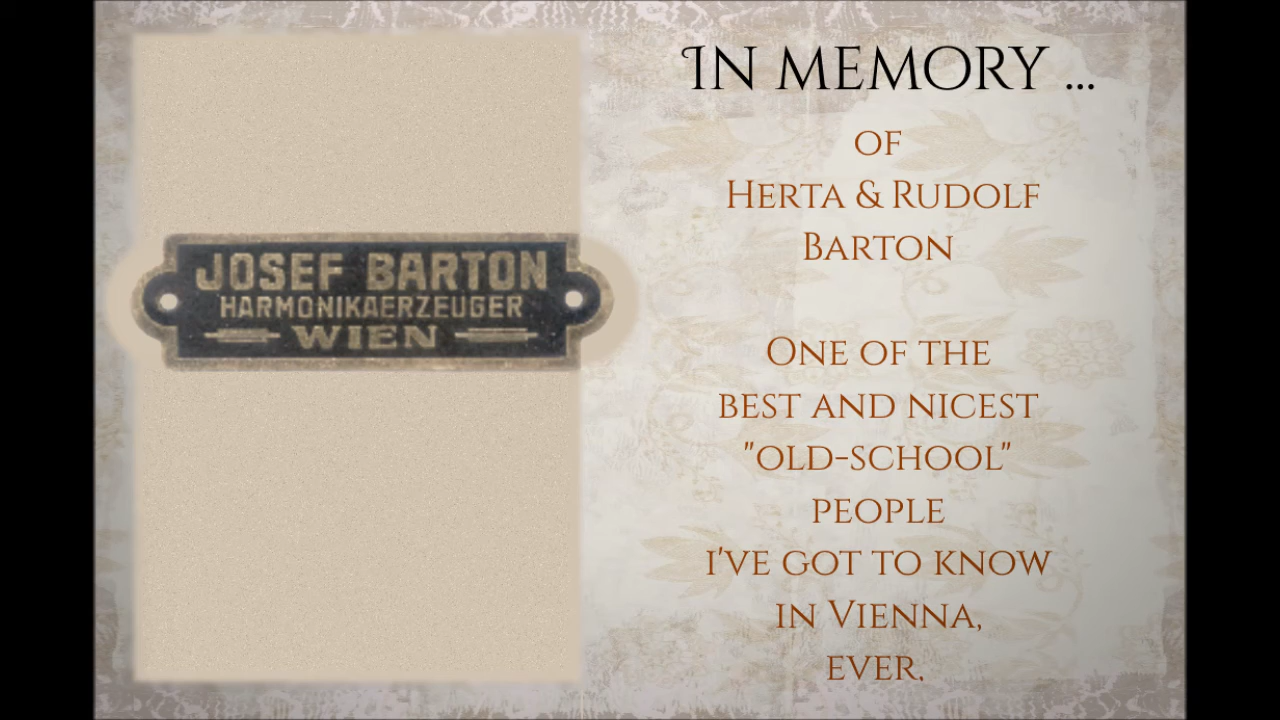 JOSEF BARTON
HARMONIKAERZEUGER
WIEN
In memory ...
of
Herta & Rudolf
Barton
One of the
best and nicest
"old-school"
people
I've got to know
in Vienna,
ever.